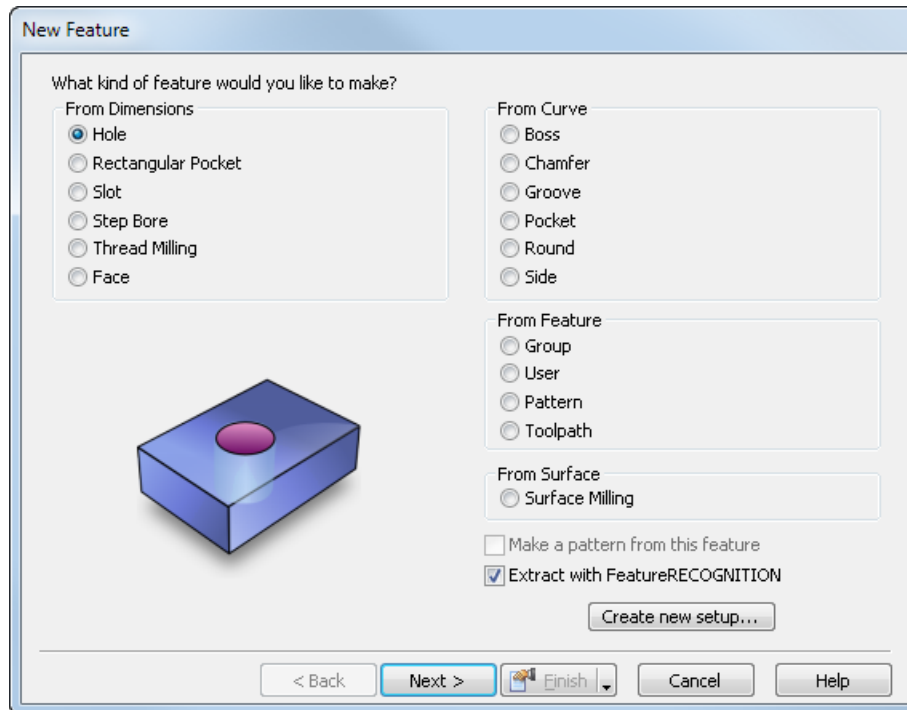 New Feature
What kind of feature would you like to make?
From Dimensions
Hole
Rectangular Pocket
Slot
Step Bore
Thread Milling
Face
From Curve
Boss
Chamfer
Groove
Pocket
Round
Side
From Feature
Group
User
Pattern
Toolpath
From Surface
Surface Milling
Make a pattern from this feature
Extract with FeatureRECOGNITION
Create new setup...
< Back
Next >
Finish
Cancel
Help